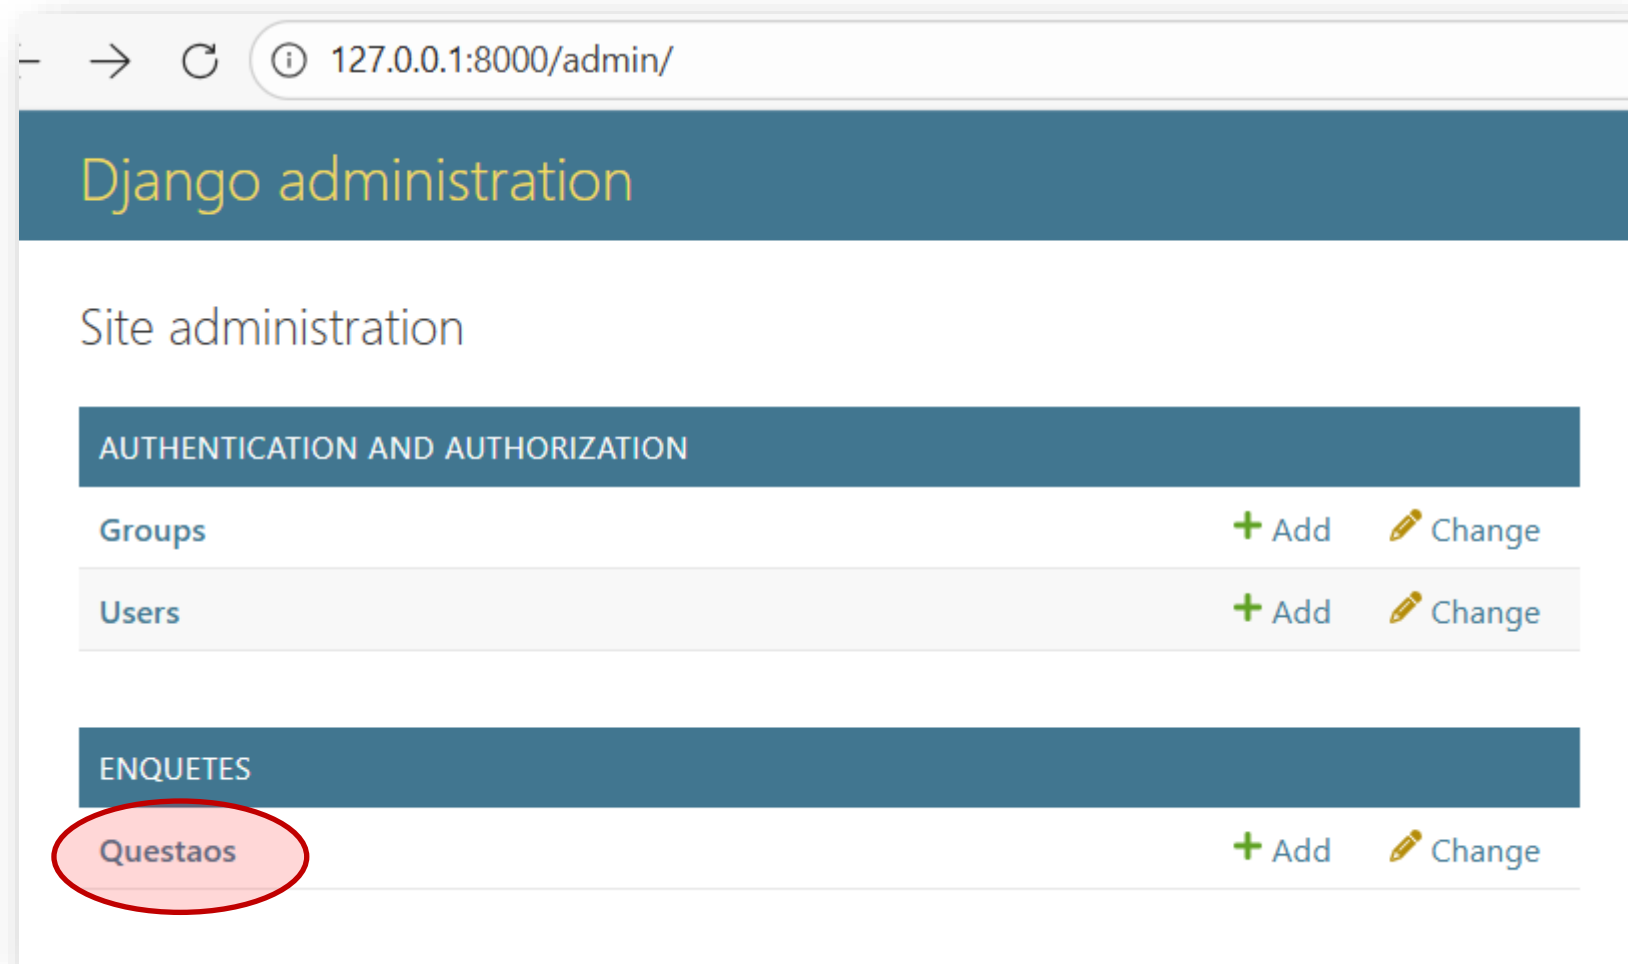 127.0.0.1:8000/admin/
Django administration
Site administration
AUTHENTICATION AND AUTHORIZATION
Groups Add Change
Users Add Change
ENQUETES
Questaos Add Change